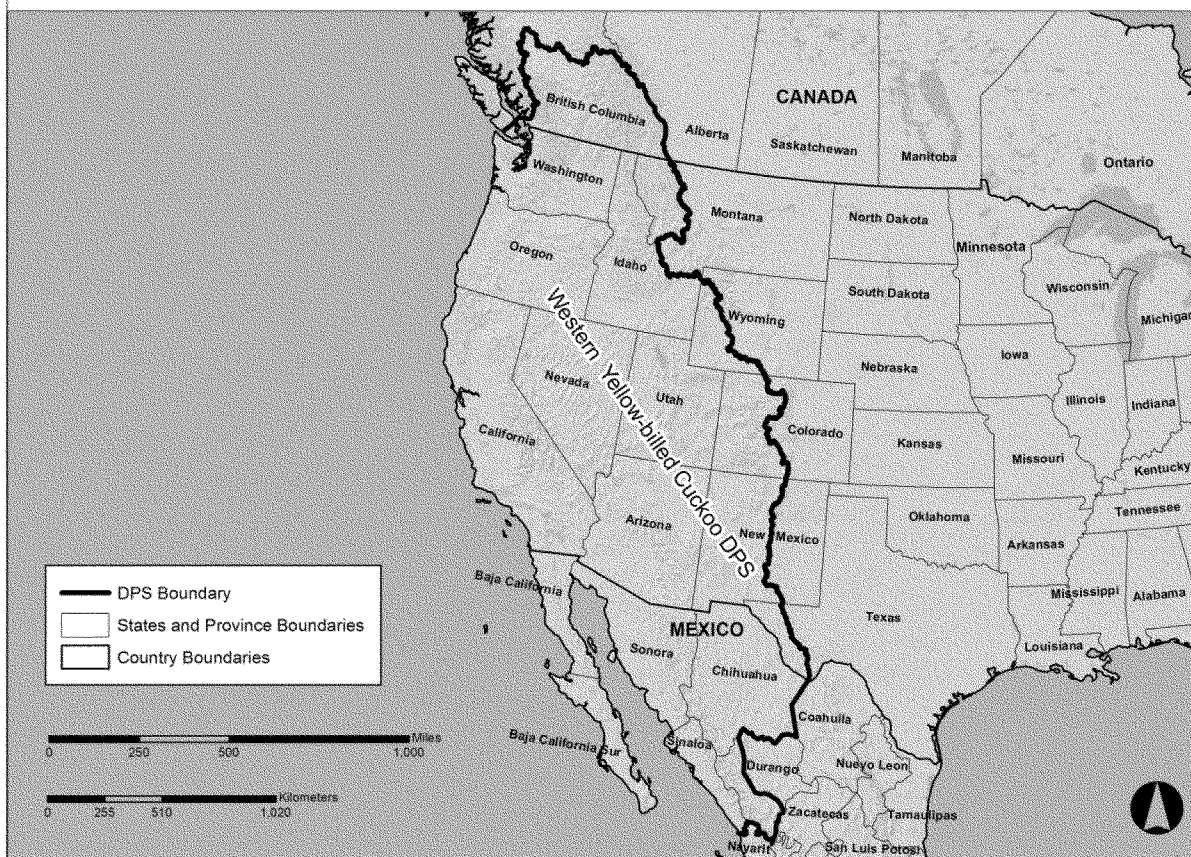 CANADA
British Columbia
Alberta
Saskatchewan
Manitoba
Ontario
Washington
Montana
North Dakota
Minnesota
Oregon
Idaho
South Dakota
Wisconsin
Michigan
Wyoming
Western Yellow-billed Cuckoo DPS
Nebraska
Iowa
Nevada
Utah
Illinois
Indiana
California
Colorado
Kansas
Missouri
Kentucky
Arizona
New Mexico
Oklahoma
Tennessee
Arkansas
Mississippi
Alabama
Texas
Louisiana
Baja California
MEXICO
Sonora
Chihuahua
Coahuila
Baja California Sur
Sinaloa
Durango
Nuevo Leon
Zacatecas
Tamaulipas
Nayarit
San Luis Potosi
DPS Boundary
States and Province Boundaries
Country Boundaries
Miles
0 250 500 1,000
Kilometers
0 255 510 1,020